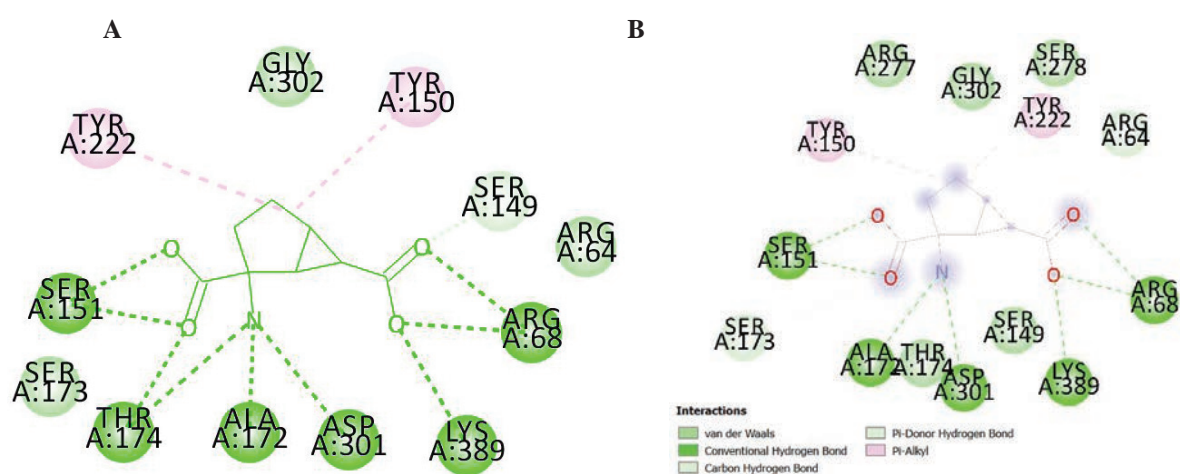 A
GLY
A:302
TYR
A:150
TYR
A:222
SER
A:149
ARG
A:64
O
O
SER
A:151
O
N
O
ARG
A:68
SER
A:173
THR
A:174
ALA
A:172
ASP
A:301
LYS
A:389
B
ARG
A:277
GLY
A:302
SER
A:278
TYR
A:222
ARG
A:64
TYR
A:150
O
O
SER
A:151
O
N
O
ARG
A:68
SER
A:173
SER
A:149
ALA
A:172
THR
A:174
ASP
A:301
LYS
A:389
Interactions
van der Waals
Conventional Hydrogen Bond
Carbon Hydrogen Bond
Pi-Donor Hydrogen Bond
Pi-Alkyl